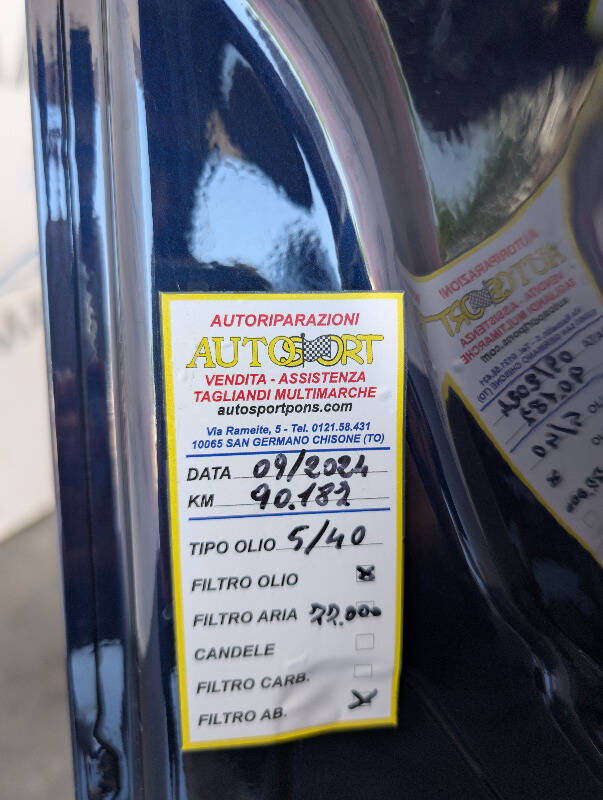 AUTORIPARAZIONI
AUTOSPORT
VENDITA - ASSISTENZA
TAGLIANDI MULTIMARCHE
autosportpons.com
Via Rameite, 5 - Tel. 0121.58.431
10065 SAN GERMANO CHISONE (TO)
DATA 09/2024
KM 90.182
TIPO OLIO 5/40
FILTRO OLIO x
FILTRO ARIA 77.000
CANDELE
FILTRO CARB.
FILTRO AB. x